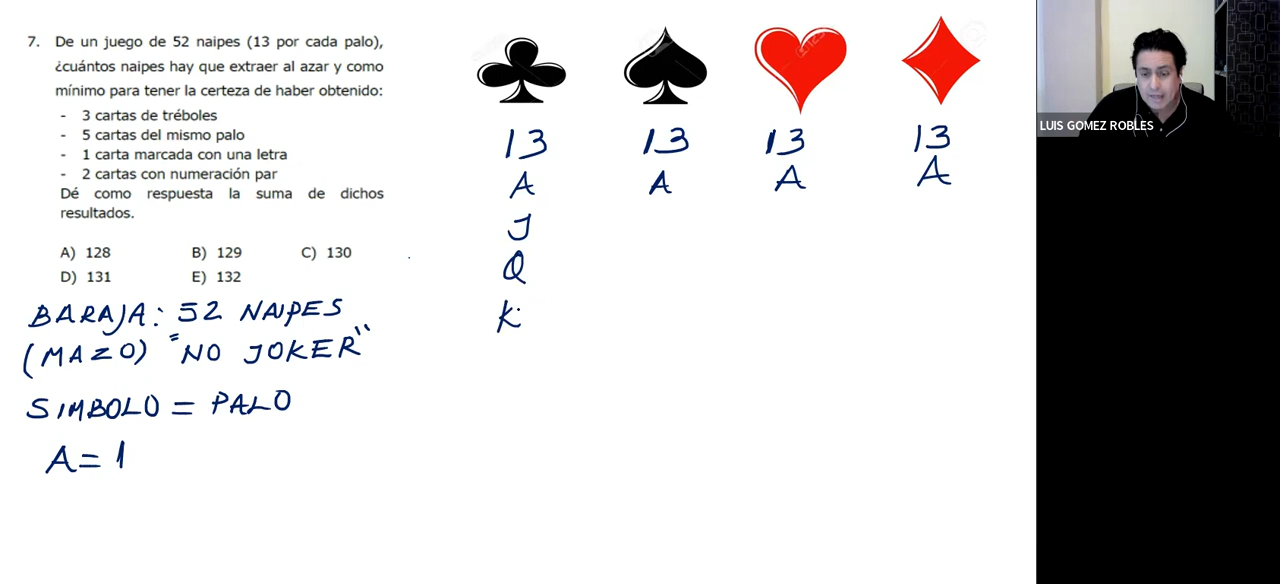 7. De un juego de 52 naipes (13 por cada palo),
¿cuántos naipes hay que extraer al azar y como
mínimo para tener la certeza de haber obtenido:
- 3 cartas de tréboles
- 5 cartas del mismo palo
- 1 carta marcada con una letra
- 2 cartas con numeración par
Dé como respuesta la suma de dichos
resultados.
A) 128 B) 129 C) 130
D) 131 E) 132
BARAJA: 52 NAIPES
(MAZO) "NO JOKER"
SIMBOLO = PALO
A = 1
13 13 13 13
A A A A
J
Q
K
LUIS GOMEZ ROBLES